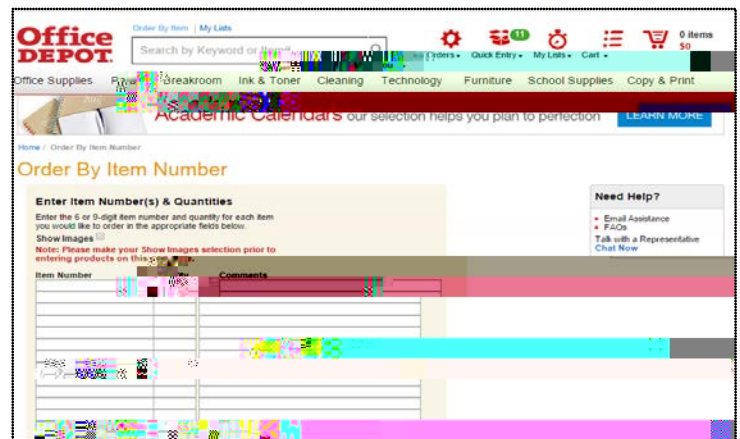 Office DEPOT
Order By Item | My Lists
Search by Keyword or Item#
11
0 items
$0
Orders
Quick Entry
My Lists
Cart
Office Supplies
Breakroom
Ink & Toner
Cleaning
Technology
Furniture
School Supplies
Copy & Print
Academic Calendars our selection helps you plan to perfection
LEARN MORE
Home / Order By Item Number
Order By Item Number
Enter Item Number(s) & Quantities
Enter the 6 or 9-digit item number and quantity for each item
you would like to order in the appropriate fields below.
Show Images
Note: Please make your Show Images selection prior to
entering products on this
Item Number
Comments
Need Help?
Email Assistance
FAQs
Talk with a Representative
Chat Now